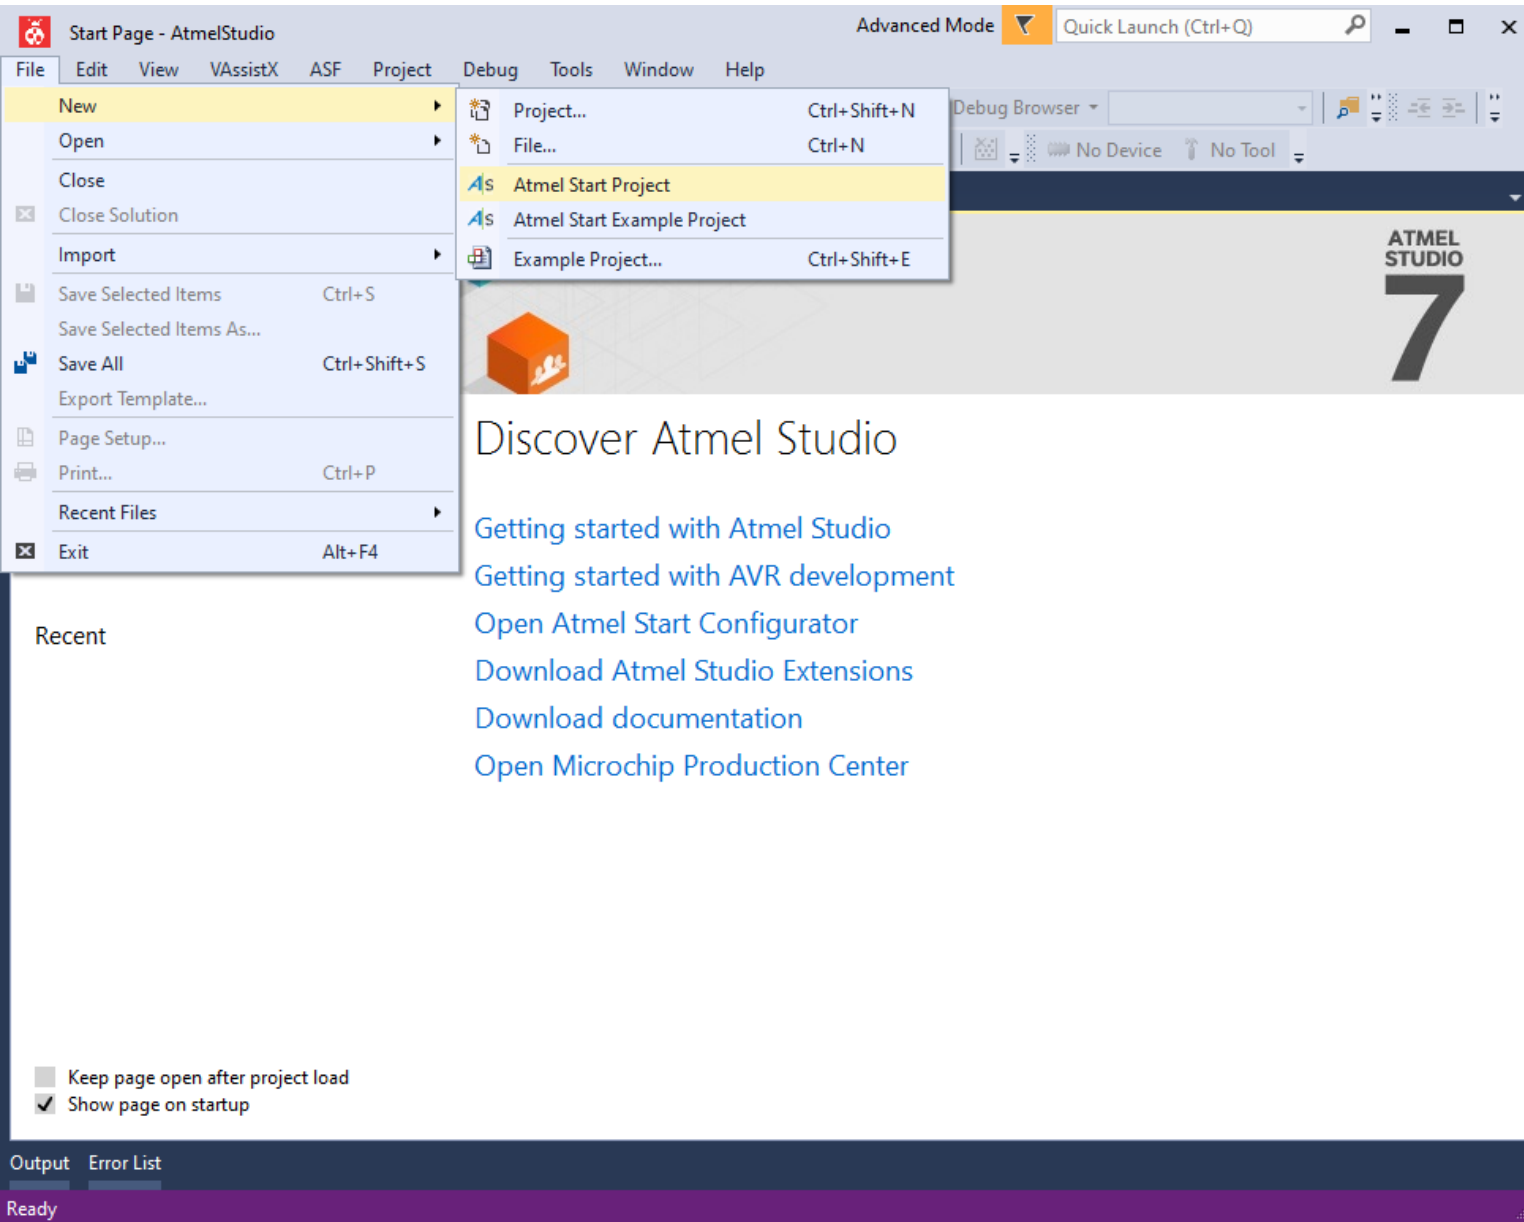 Start Page - AtmelStudio
Advanced Mode
Quick Launch (Ctrl+Q)
File Edit View VAssistX ASF Project Debug Tools Window Help
New
Open
Close
Close Solution
Import
Save Selected Items Ctrl+S
Save Selected Items As...
Save All Ctrl+Shift+S
Export Template...
Page Setup...
Print... Ctrl+P
Recent Files
Exit Alt+F4
Project... Ctrl+Shift+N
File... Ctrl+N
Atmel Start Project
Atmel Start Example Project
Example Project... Ctrl+Shift+E
Debug Browser
No Device No Tool
ATMEL
STUDIO
7
Discover Atmel Studio
Getting started with Atmel Studio
Getting started with AVR development
Open Atmel Start Configurator
Download Atmel Studio Extensions
Download documentation
Open Microchip Production Center
Recent
Keep page open after project load
Show page on startup
Output Error List
Ready